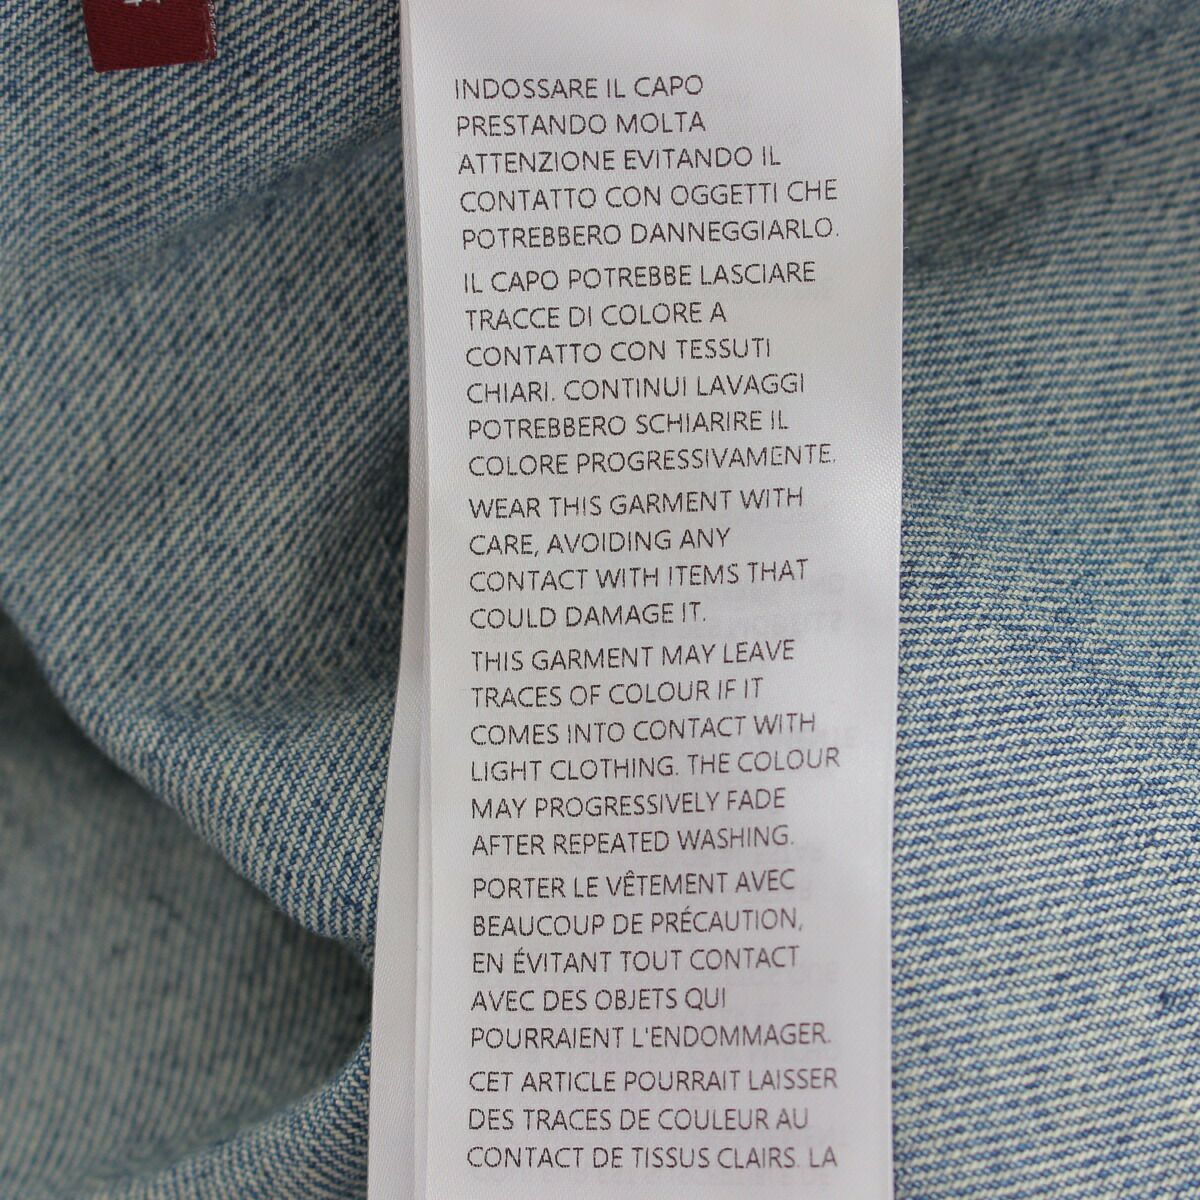 INDOSSARE IL CAPO
PRESTANDO MOLTA
ATTENZIONE EVITANDO IL
CONTATTO CON OGGETTI CHE
POTREBBERO DANNEGGIARLO.
IL CAPO POTREBBE LASCIARE
TRACCE DI COLORE A
CONTATTO CON TESSUTI
CHIARI. CONTINUI LAVAGGI
POTREBBERO SCHIARIRE IL
COLORE PROGRESSIVAMENTE.
WEAR THIS GARMENT WITH
CARE, AVOIDING ANY
CONTACT WITH ITEMS THAT
COULD DAMAGE IT.
THIS GARMENT MAY LEAVE
TRACES OF COLOUR IF IT
COMES INTO CONTACT WITH
LIGHT CLOTHING. THE COLOUR
MAY PROGRESSIVELY FADE
AFTER REPEATED WASHING.
PORTER LE VÊTEMENT AVEC
BEAUCOUP DE PRÉCAUTION,
EN ÉVITANT TOUT CONTACT
AVEC DES OBJETS QUI
POURRAIENT L'ENDOMMAGER.
CET ARTICLE POURRAIT LAISSER
DES TRACES DE COULEUR AU
CONTACT DE TISSUS CLAIRS. LA